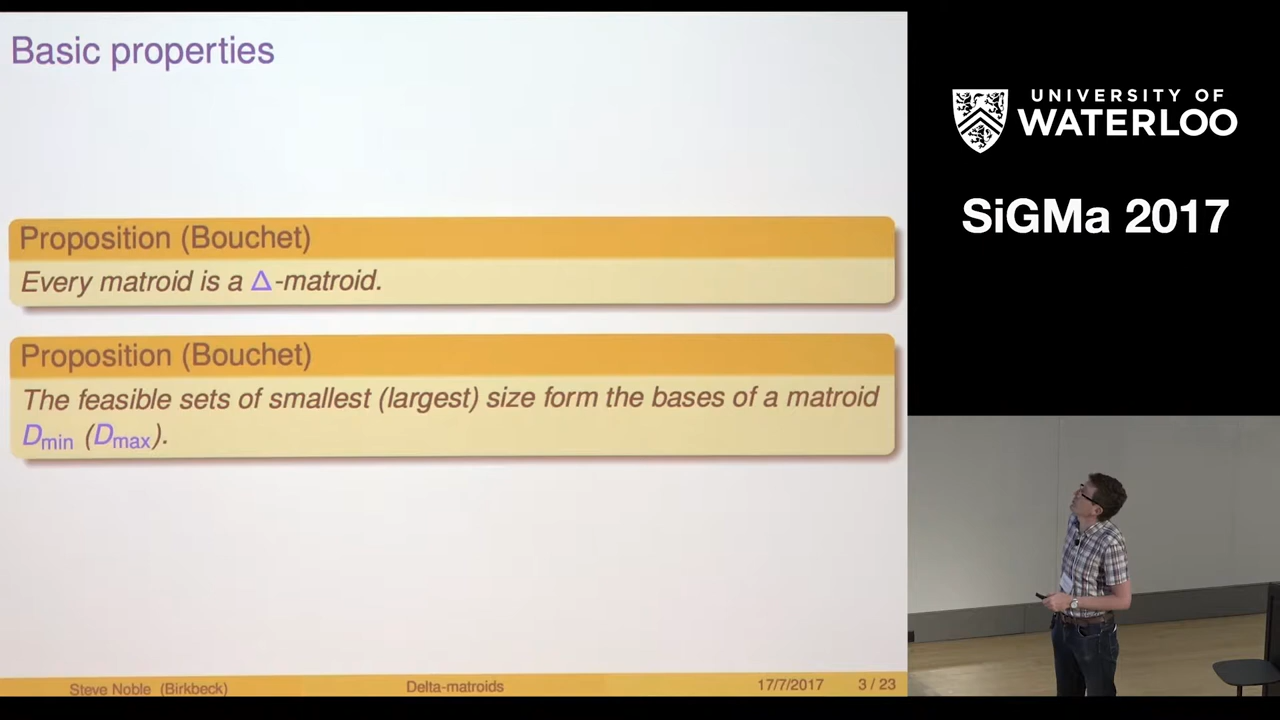 Basic properties
Proposition (Bouchet)
Every matroid is a Δ-matroid.
Proposition (Bouchet)
The feasible sets of smallest (largest) size form the bases of a matroid
Dmin (Dmax).
Steve Noble (Birkbeck) Delta-matroids 17/7/2017 3 / 23
UNIVERSITY OF
WATERLOO
SiGMa 2017